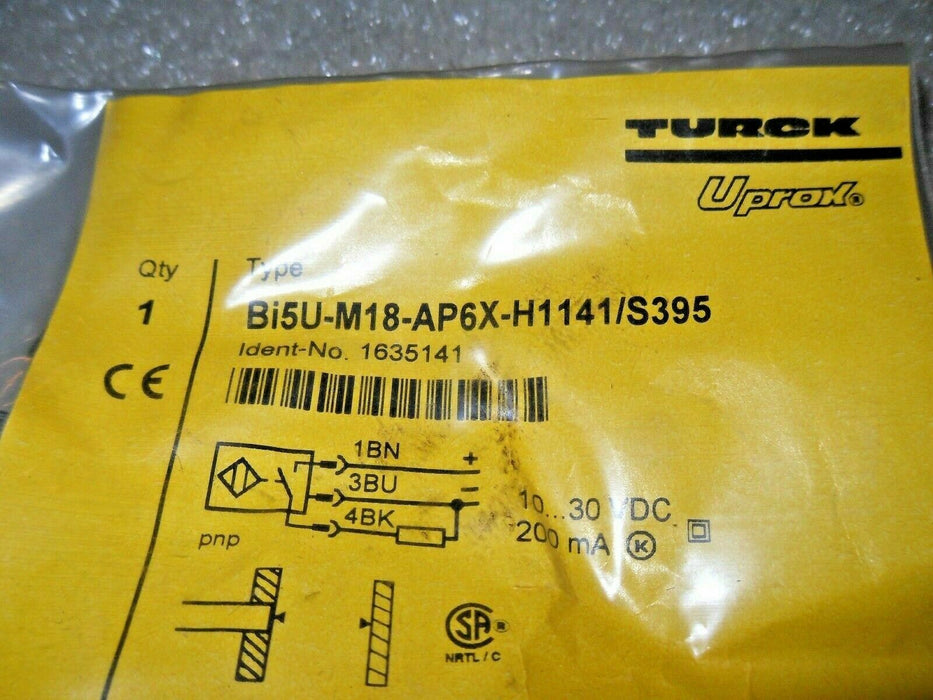 TURCK
Uprox®
Qty
Type
1
Bi5U-M18-AP6X-H1141/S395
Ident-No. 1635141
CE
1BN
+
3BU
–
4BK
10...30 VDC
200 mA K
pnp
SA®
NRTL / C